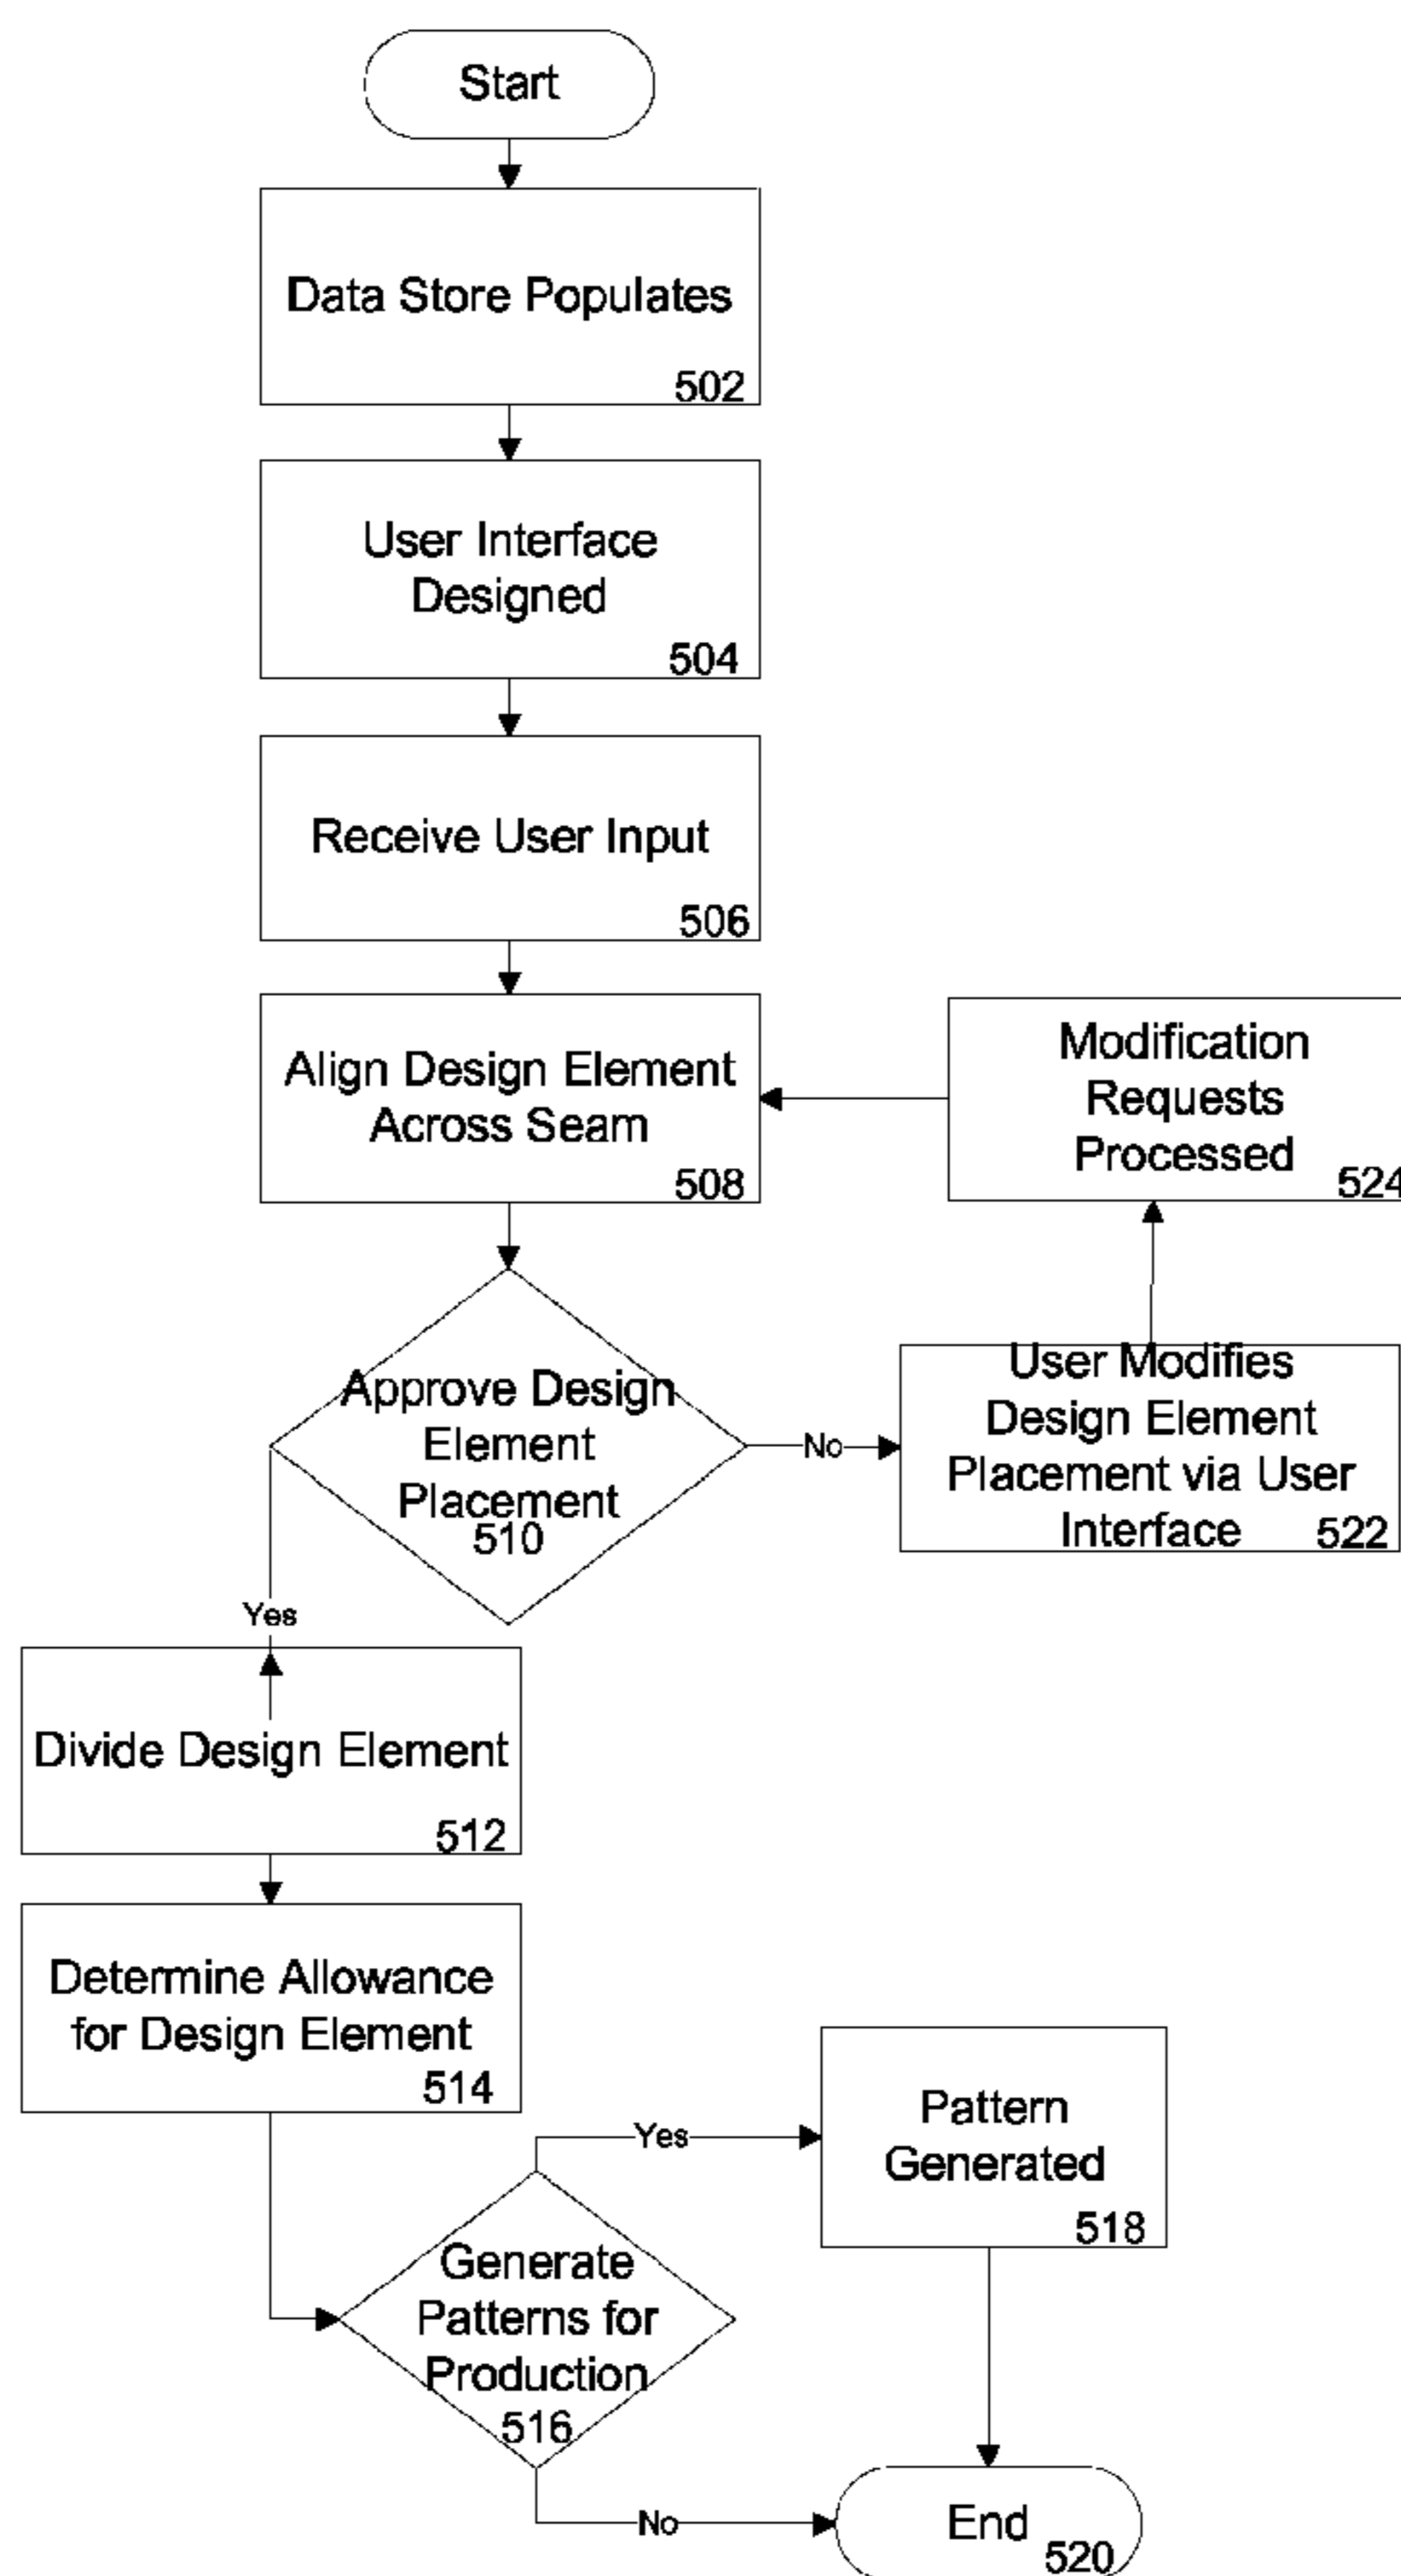 Start
Data Store Populates
502
User Interface
Designed
504
Receive User Input
506
Align Design Element
Across Seam
508
Modification
Requests
Processed
524
Approve Design
Element
Placement
510
No
User Modifies
Design Element
Placement via User
Interface 522
Yes
Divide Design Element
512
Determine Allowance
for Design Element
514
Generate
Patterns for
Production
516
Yes
Pattern
Generated
518
No
End
520